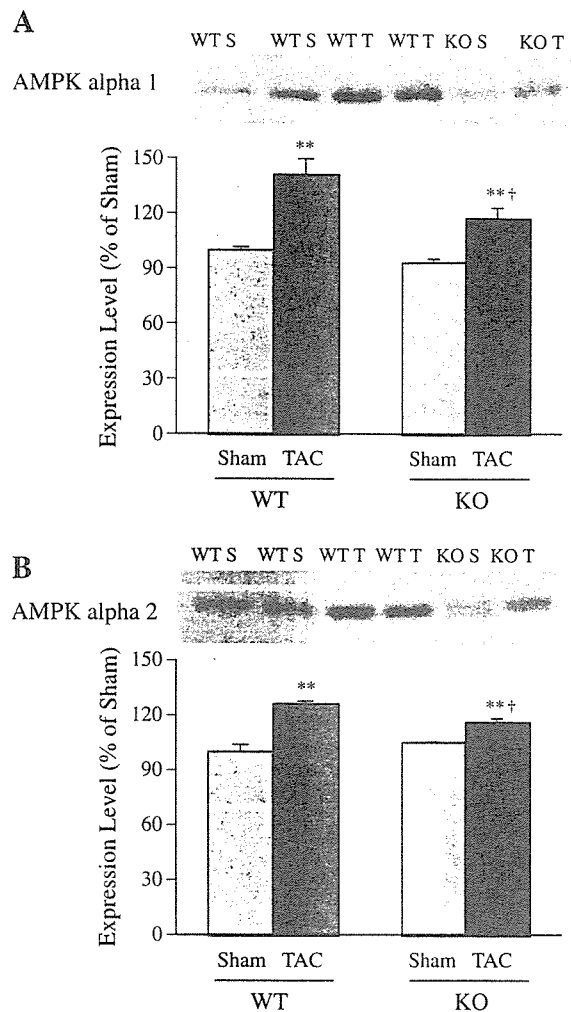 A
WT S WT S WT T WT T KO S KO T
AMPK alpha 1
Expression Level (% of Sham)
150
120
90
60
30
0
**
**†
Sham TAC Sham TAC
WT KO
B
WT S WT S WT T WT T KO S KO T
AMPK alpha 2
Expression Level (% of Sham)
150
120
90
60
30
0
**
**†
Sham TAC Sham TAC
WT KO